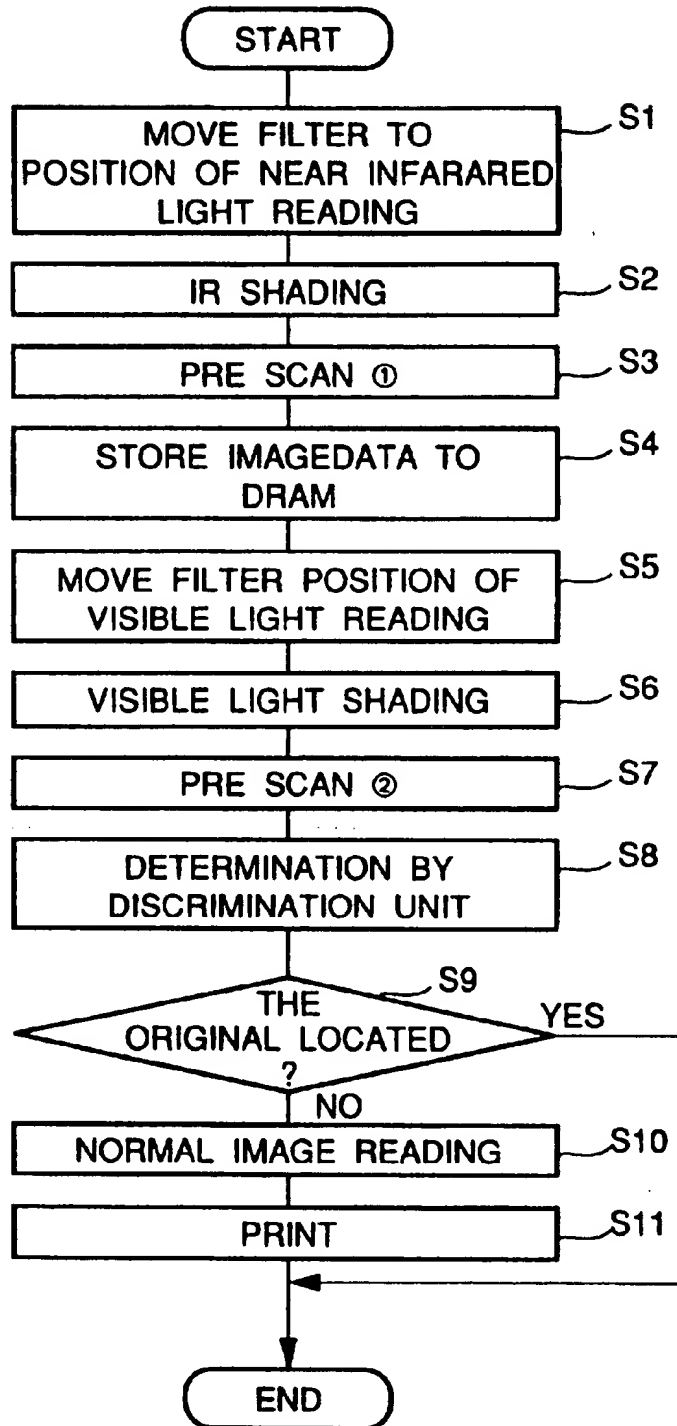 START
S1
MOVE FILTER TO
POSITION OF NEAR INFARARED
LIGHT READING
S2
IR SHADING
S3
PRE SCAN ①
S4
STORE IMAGEDATA TO
DRAM
S5
MOVE FILTER POSITION OF
VISIBLE LIGHT READING
S6
VISIBLE LIGHT SHADING
S7
PRE SCAN ②
S8
DETERMINATION BY
DISCRIMINATION UNIT
S9
THE
ORIGINAL LOCATED
?
YES
NO
S10
NORMAL IMAGE READING
S11
PRINT
END